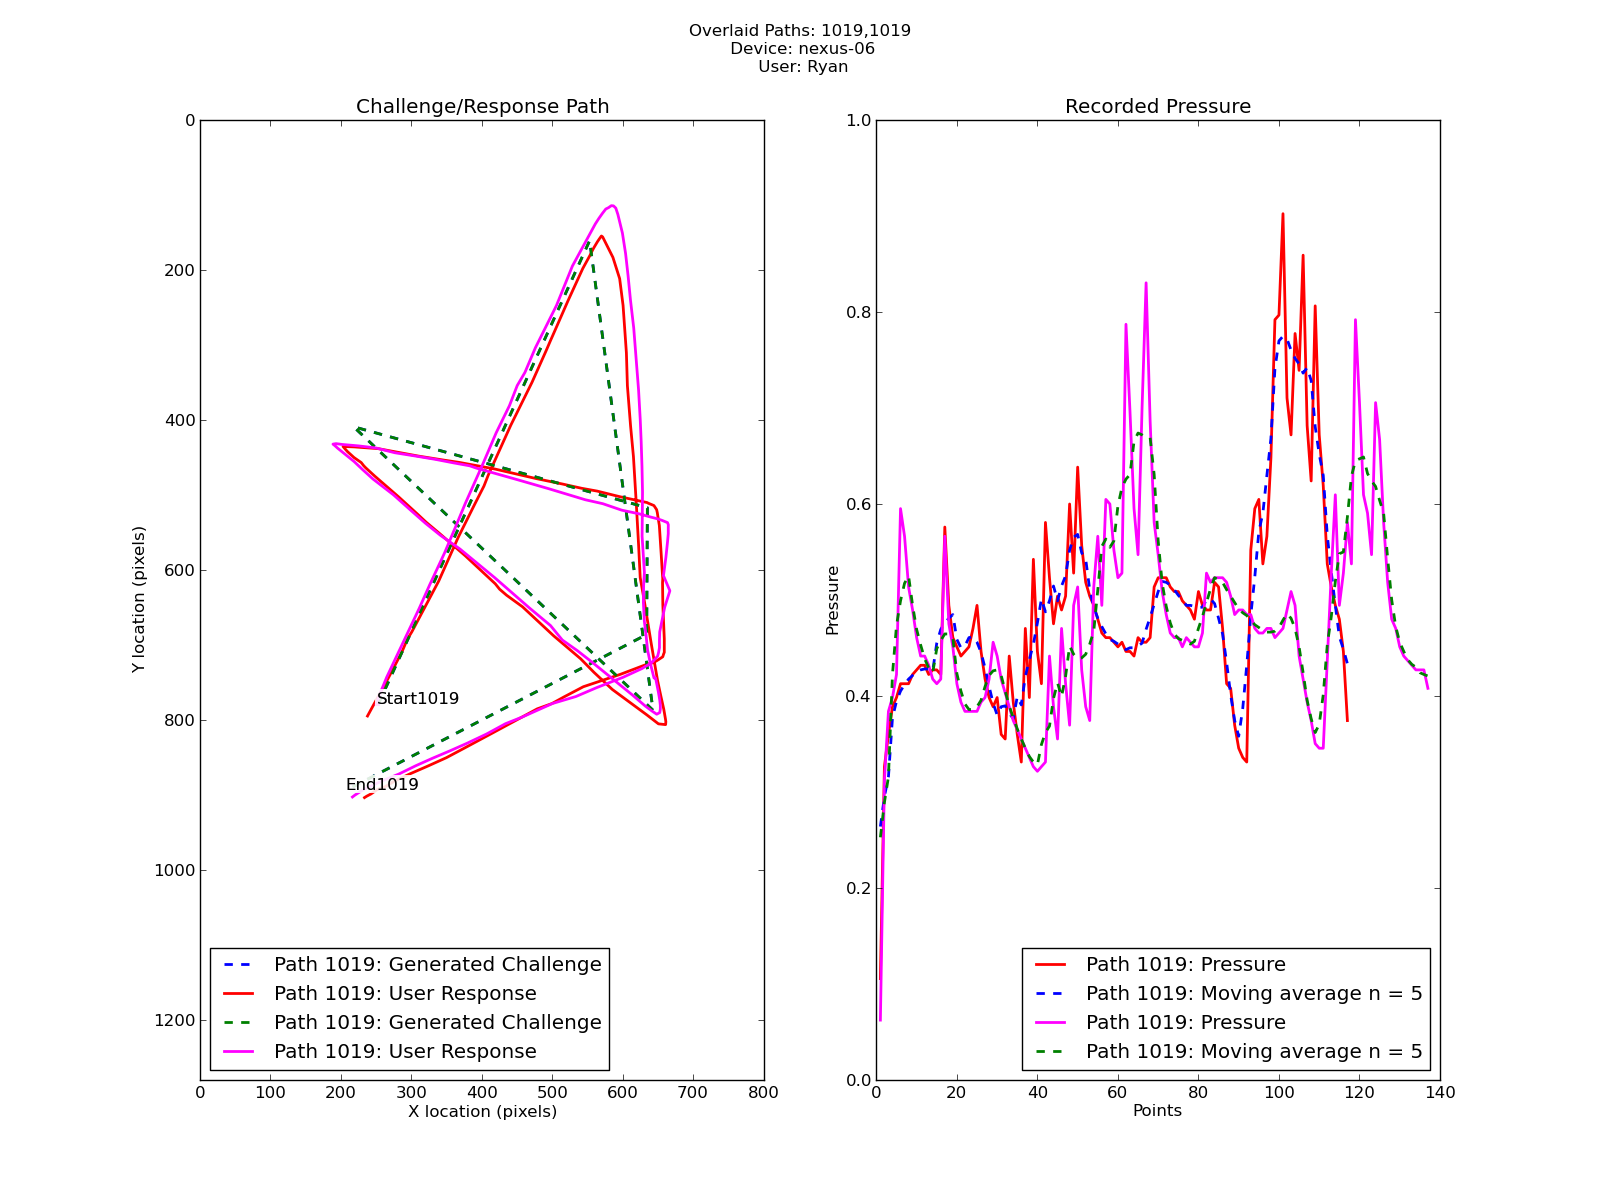 Overlaid Paths: 1019,1019
Device: nexus-06
User: Ryan
Challenge/Response Path
0
200
400
600
800
1000
1200
Y location (pixels)
Start1019
End1019
Path 1019: Generated Challenge
Path 1019: User Response
Path 1019: Generated Challenge
Path 1019: User Response
0 100 200 300 400 500 600 700 800
X location (pixels)
Recorded Pressure
1.0
0.8
0.6
0.4
0.2
0.0
Pressure
Path 1019: Pressure
Path 1019: Moving average n = 5
Path 1019: Pressure
Path 1019: Moving average n = 5
0 20 40 60 80 100 120 140
Points